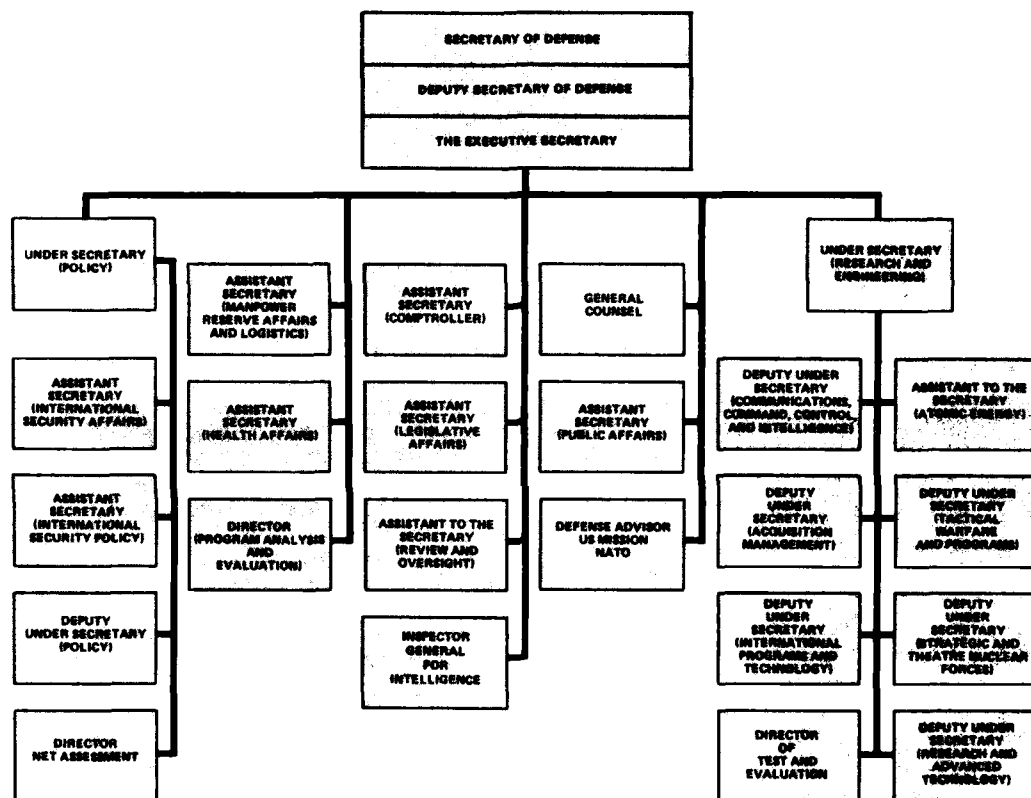 SECRETARY OF DEFENSE
DEPUTY SECRETARY OF DEFENSE
THE EXECUTIVE SECRETARY
UNDER SECRETARY
(POLICY)
ASSISTANT
SECRETARY
(INTERNATIONAL
SECURITY AFFAIRS)
ASSISTANT
SECRETARY
(INTERNATIONAL
SECURITY POLICY)
DEPUTY
UNDER SECRETARY
(POLICY)
DIRECTOR
NET ASSESSMENT
ASSISTANT
SECRETARY
(MANPOWER
RESERVE AFFAIRS
AND LOGISTICS)
ASSISTANT
SECRETARY
(HEALTH AFFAIRS)
DIRECTOR
(PROGRAM ANALYSIS
AND
EVALUATION)
ASSISTANT
SECRETARY
(COMPTROLLER)
ASSISTANT
SECRETARY
(LEGISLATIVE
AFFAIRS)
ASSISTANT TO THE
SECRETARY
(REVIEW AND
OVERSIGHT)
INSPECTOR
GENERAL
FOR
INTELLIGENCE
GENERAL
COUNSEL
ASSISTANT
SECRETARY
(PUBLIC AFFAIRS)
DEFENSE ADVISOR
US MISSION
NATO
UNDER SECRETARY
(RESEARCH AND
ENGINEERING)
DEPUTY UNDER
SECRETARY
(COMMUNICATIONS,
COMMAND, CONTROL,
AND INTELLIGENCE)
ASSISTANT TO THE
SECRETARY
(ATOMIC ENERGY)
DEPUTY
UNDER
SECRETARY
(ACQUISITION
MANAGEMENT)
DEPUTY UNDER
SECRETARY
(TACTICAL
WARFARE
AND PROGRAMS)
DEPUTY
UNDER
SECRETARY
(INTERNATIONAL
PROGRAMS AND
TECHNOLOGY)
DEPUTY
UNDER
SECRETARY
(STRATEGIC AND
THEATRE NUCLEAR
FORCES)
DIRECTOR
OF
TEST AND
EVALUATION
DEPUTY UNDER
SECRETARY
(RESEARCH AND
ADVANCED
TECHNOLOGY)